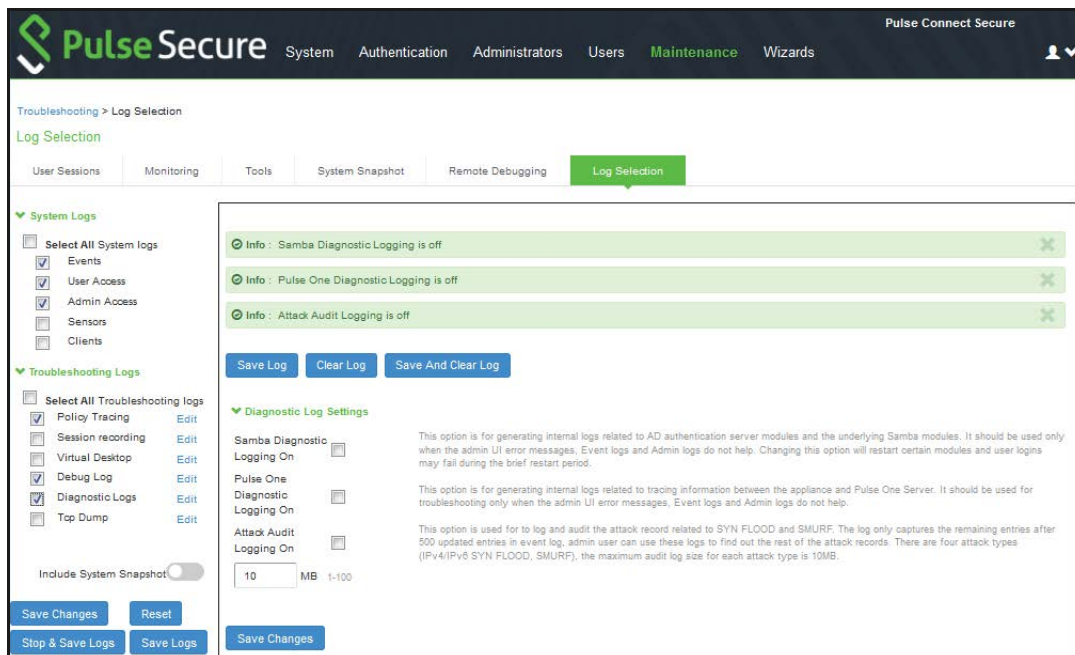 Pulse Connect Secure
Pulse Secure
System Authentication Administrators Users Maintenance Wizards
Troubleshooting > Log Selection
Log Selection
User Sessions Monitoring Tools System Snapshot Remote Debugging Log Selection
System Logs
Select All System logs
Events
User Access
Admin Access
Sensors
Clients
Troubleshooting Logs
Select All Troubleshooting logs
Policy Tracing Edit
Session recording Edit
Virtual Desktop Edit
Debug Log Edit
Diagnostic Logs Edit
Tcp Dump Edit
Include System Snapshot
Save Changes Reset
Stop & Save Logs Save Logs
Info : Samba Diagnostic Logging is off
Info : Pulse One Diagnostic Logging is off
Info : Attack Audit Logging is off
Save Log Clear Log Save And Clear Log
Diagnostic Log Settings
Samba Diagnostic
Logging On
This option is for generating internal logs related to AD authentication server modules and the underlying Samba modules. It should be used only
when the admin UI error messages, Event logs and Admin logs do not help. Changing this option will restart certain modules and user logins
may fail during the brief restart period.
Pulse One
Diagnostic
Logging On
This option is for generating internal logs related to tracing information between the appliance and Pulse One Server. It should be used for
troubleshooting only when the admin UI error messages, Event logs and Admin logs do not help.
Attack Audit
Logging On
This option is used for to log and audit the attack record related to SYN FLOOD and SMURF. The log only captures the remaining entries after
500 updated entries in event log, admin user can use these logs to find out the rest of the attack records. There are four attack types
(IPv4/IPv6 SYN FLOOD, SMURF), the maximum audit log size for each attack type is 10MB.
10 MB 1-100
Save Changes